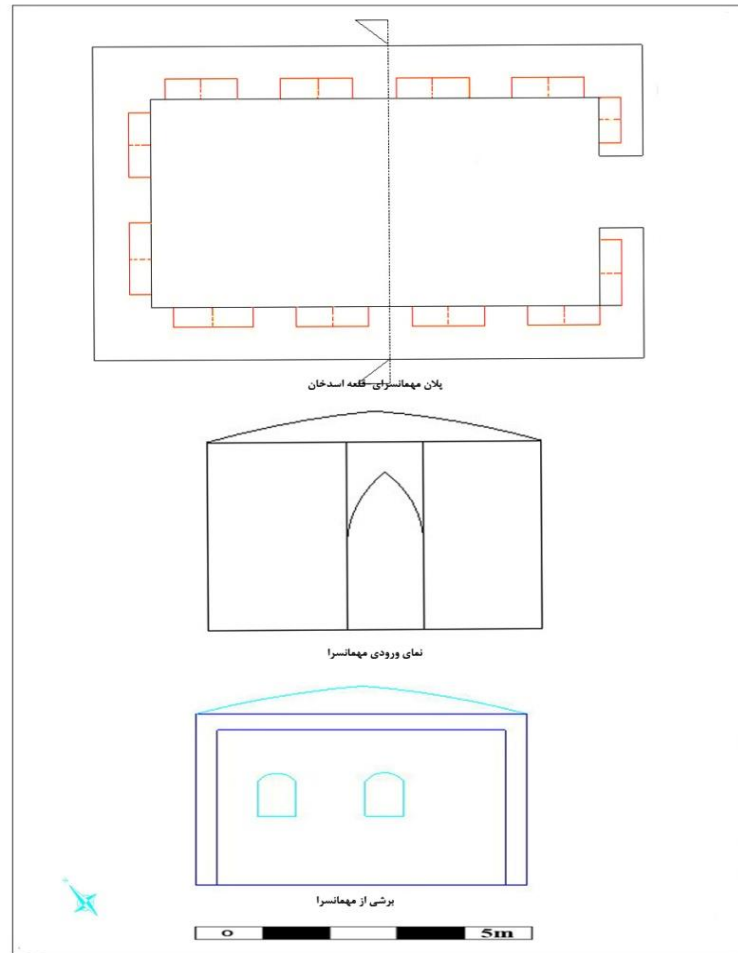 پلان مهمانسرای قلعه اسدخان
نمای ورودی مهمانسرا
برشی از مهمانسرا
0 5m